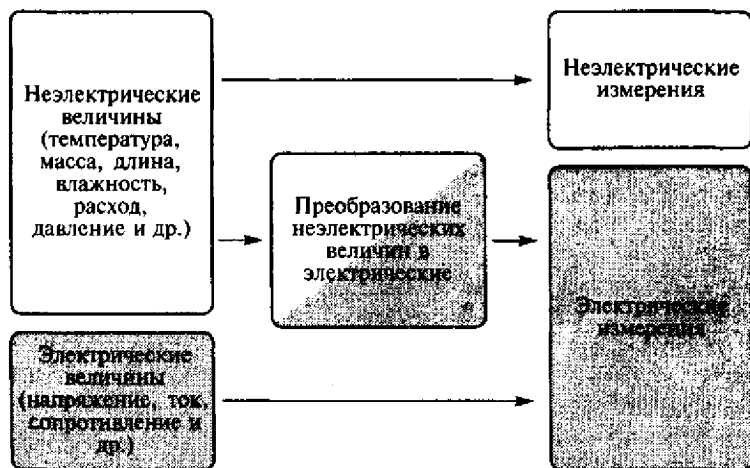 Неэлектрические
величины
(температура,
масса, длина,
влажность,
расход,
давление и др.)
Неэлектрические
измерения
Преобразование
неэлектрических
величин в
электрические
Электрические
измерения
Электрические
величины
(напряжение, ток,
сопротивление и
др.)